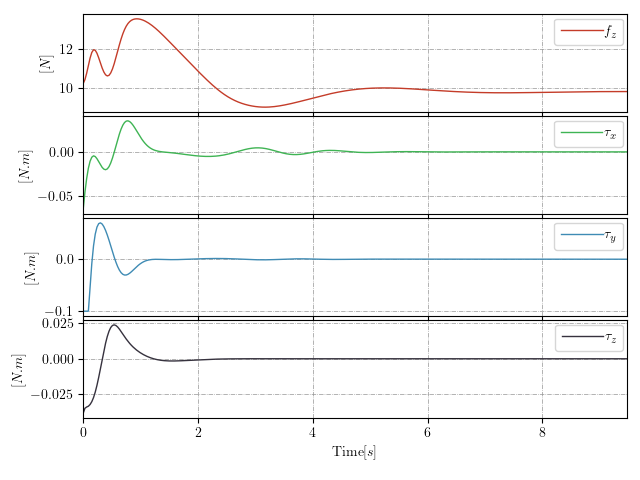 12
10
[N]
f_z
0.00
−0.05
[N.m]
τ_x
0.0
−0.1
[N.m]
τ_y
0.025
0.000
−0.025
[N.m]
τ_z
0 2 4 6 8
Time[s]